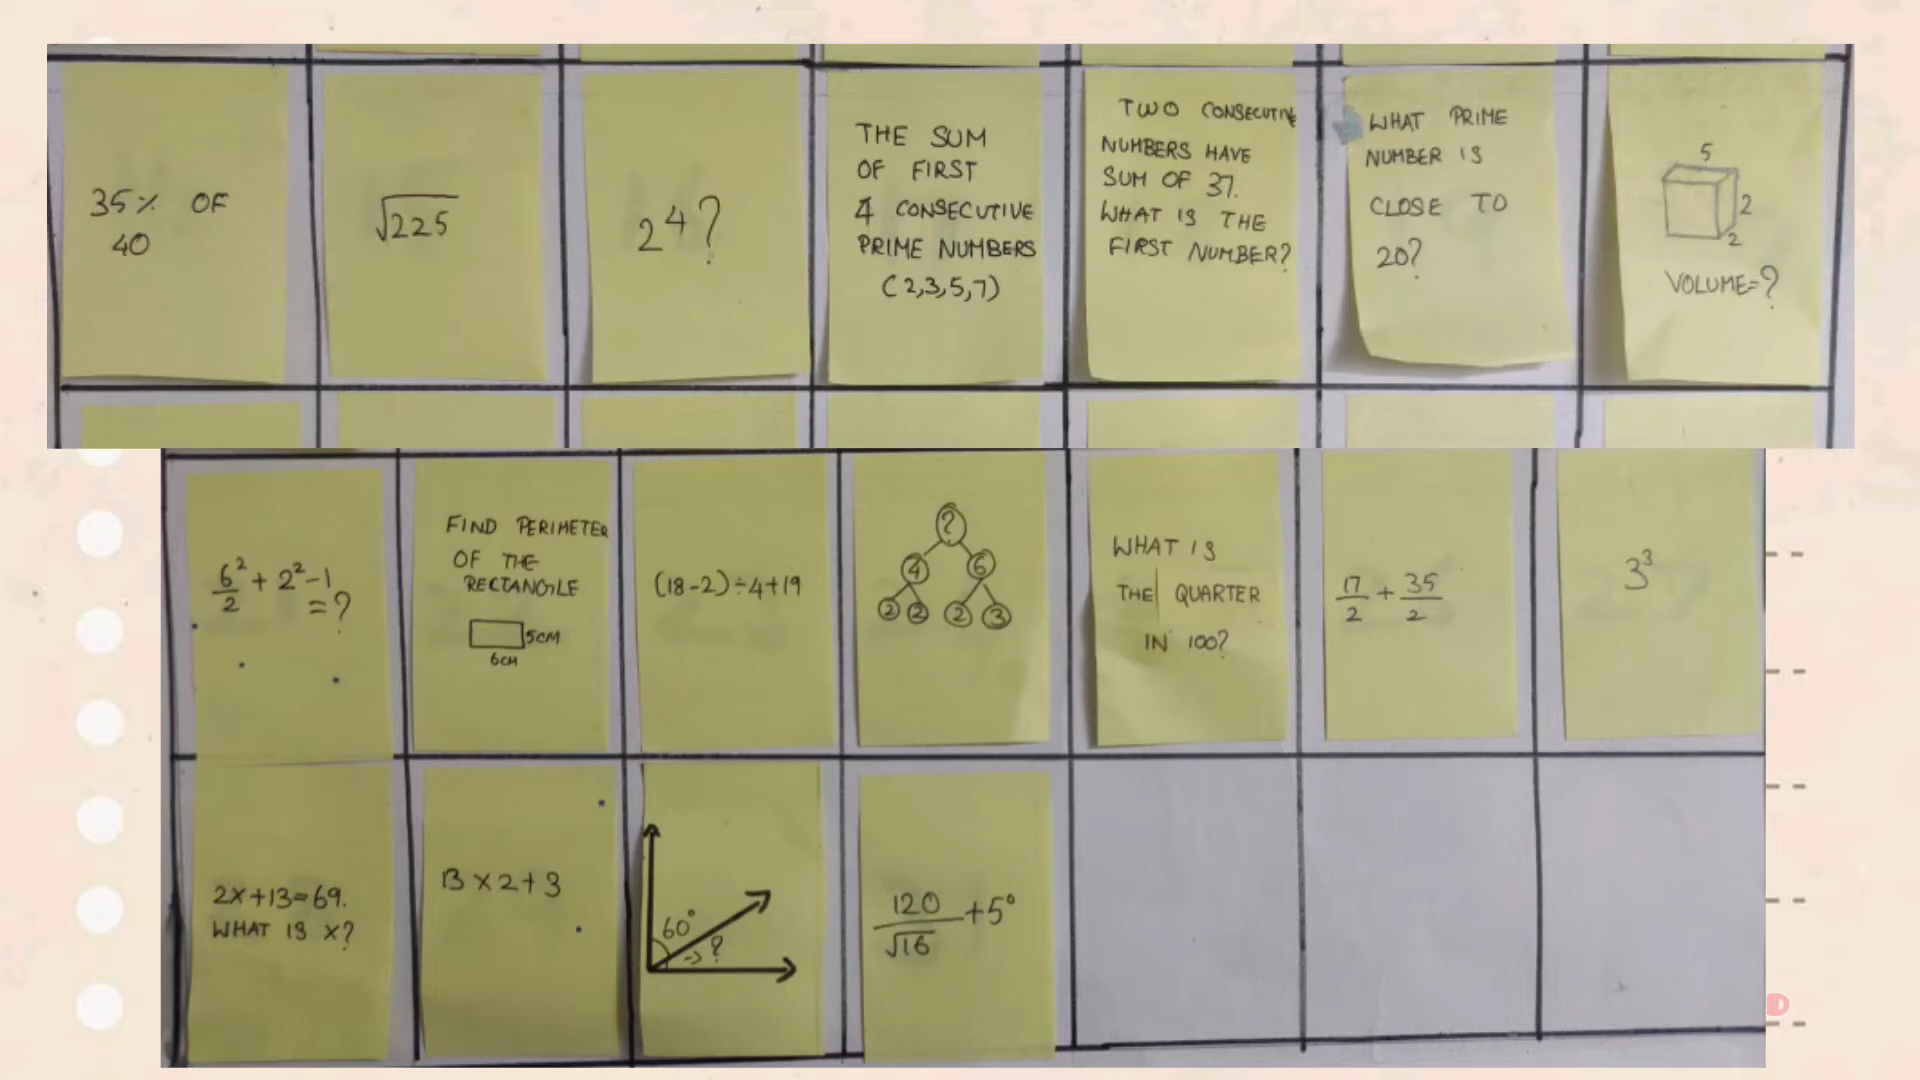 35% OF
40
√225
2⁴?
THE SUM
OF FIRST
4 CONSECUTIVE
PRIME NUMBERS
(2,3,5,7)
TWO CONSECUTIVE
NUMBERS HAVE
SUM OF 37.
WHAT IS THE
FIRST NUMBER?
WHAT PRIME
NUMBER IS
CLOSE TO
20?
5
2
2
VOLUME=?
6²/2 + 2²-1
=?
FIND PERIMETER
OF THE
RECTANGLE
5CM
6CM
(18-2)÷4+19
?
4 6
2 2 2 3
WHAT IS
THE QUARTER
IN 100?
17/2 + 35/2
3³
2x+13=69.
WHAT IS x?
13 x 2 + 3
60°
-> ?
120/√16 +5⁰